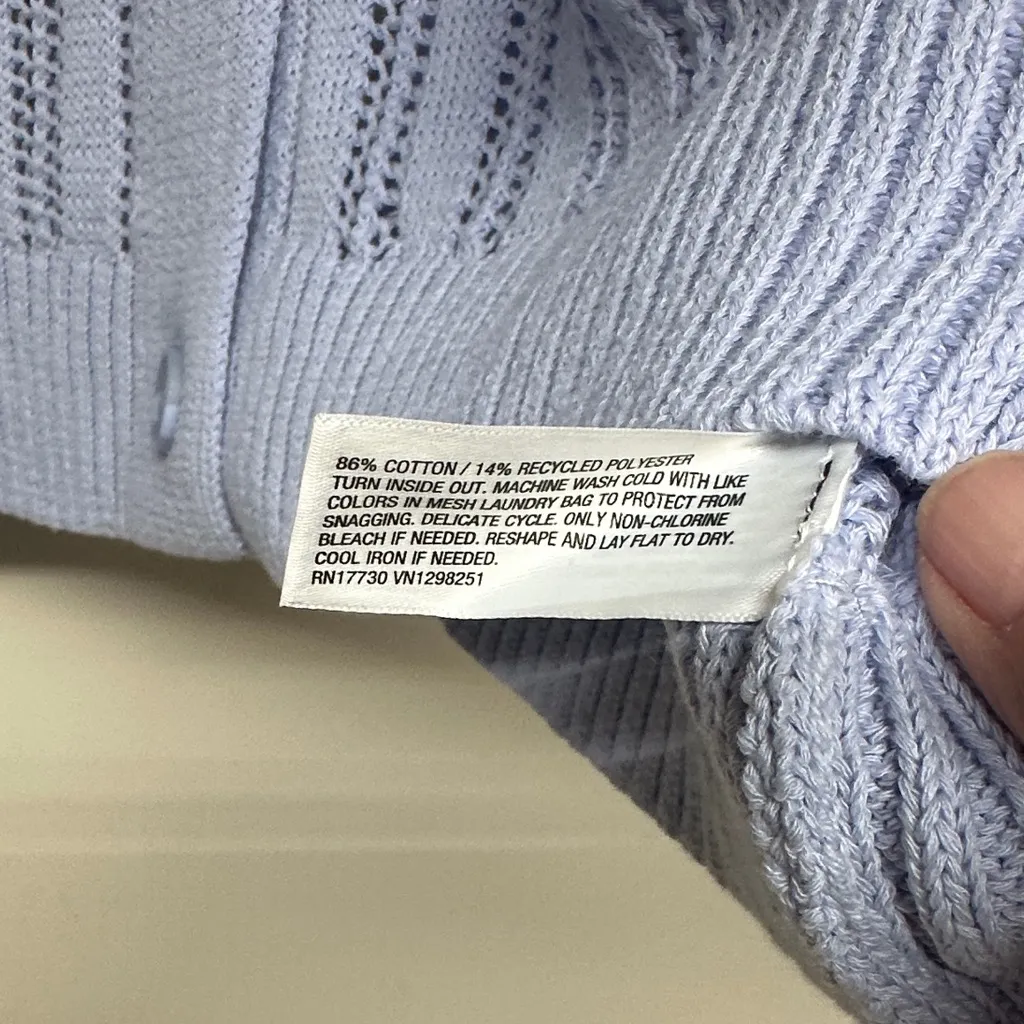 86% COTTON / 14% RECYCLED POLYESTER
TURN INSIDE OUT. MACHINE WASH COLD WITH LIKE
COLORS IN MESH LAUNDRY BAG TO PROTECT FROM
SNAGGING. DELICATE CYCLE. ONLY NON-CHLORINE
BLEACH IF NEEDED. RESHAPE AND LAY FLAT TO DRY.
COOL IRON IF NEEDED.
RN17730 VN1298251